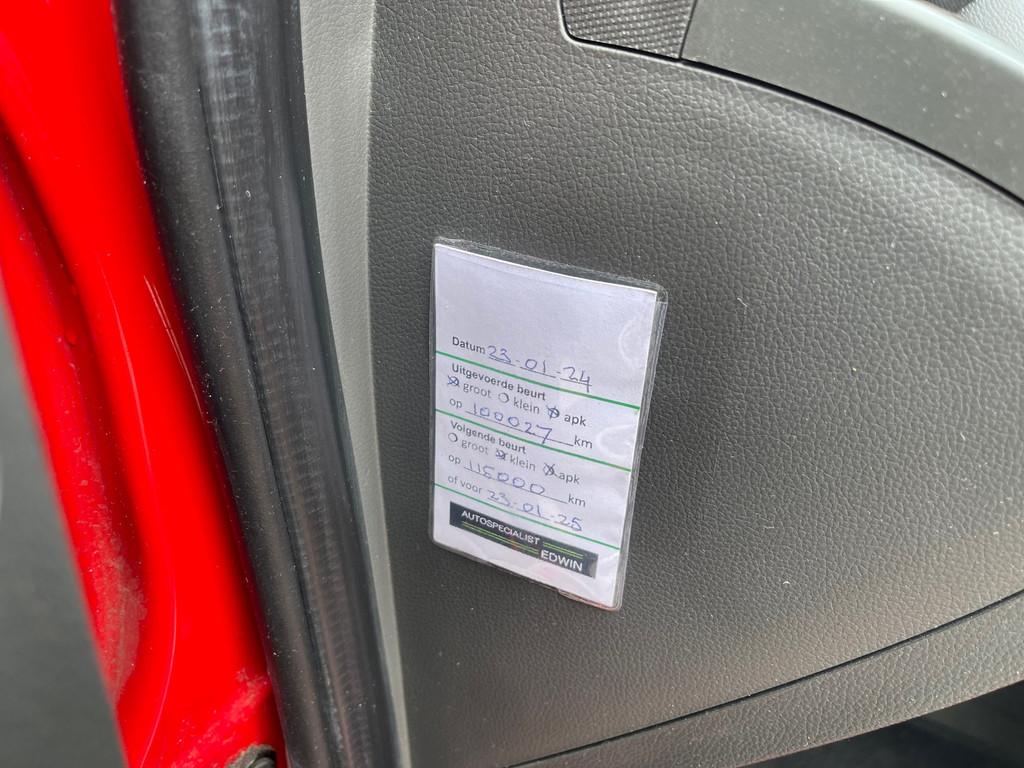 Datum 23-01-24
Uitgevoerde beurt
groot klein apk
op 100027 km
Volgende beurt
groot klein apk
op 115000 km
of voor 23-01-25
AUTOSPECIALIST
EDWIN